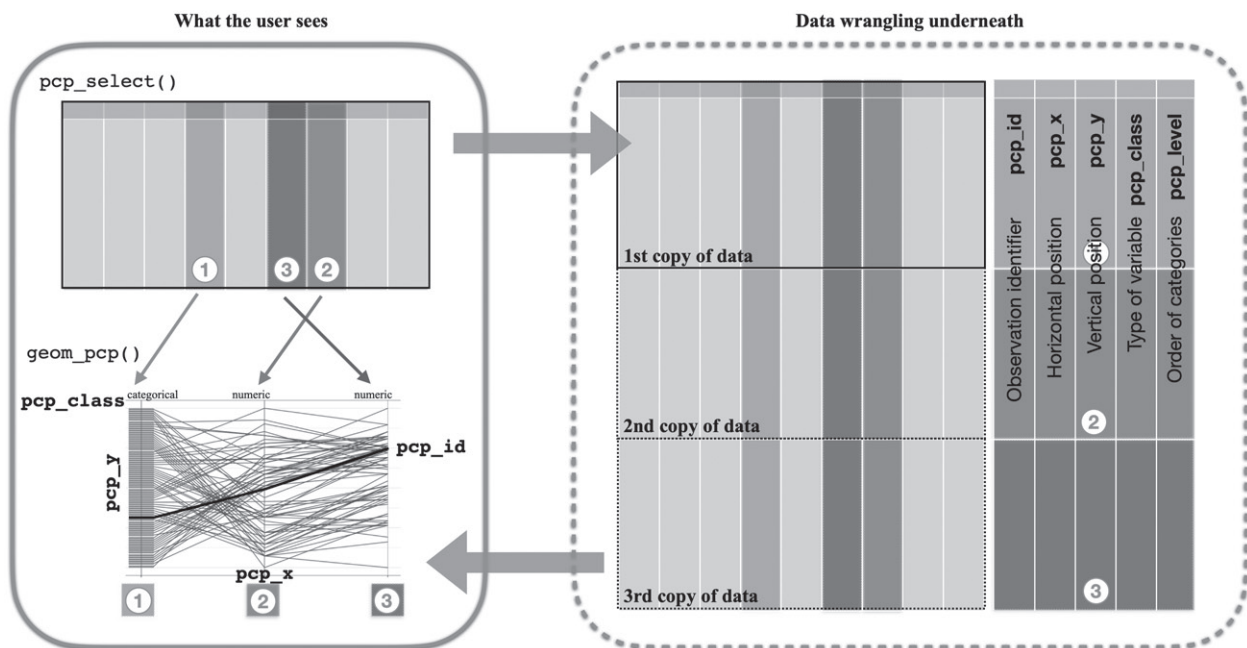 What the user sees
pcp_select()
1
3
2
geom_pcp()
categorical
numeric
numeric
pcp_class
pcp_y
pcp_id
pcp_x
1
2
3
Data wrangling underneath
1st copy of data
2nd copy of data
3rd copy of data
Observation identifier pcp_id
Horizontal position pcp_x
Vertical position pcp_y
Type of variable pcp_class
Order of categories pcp_level
2
3